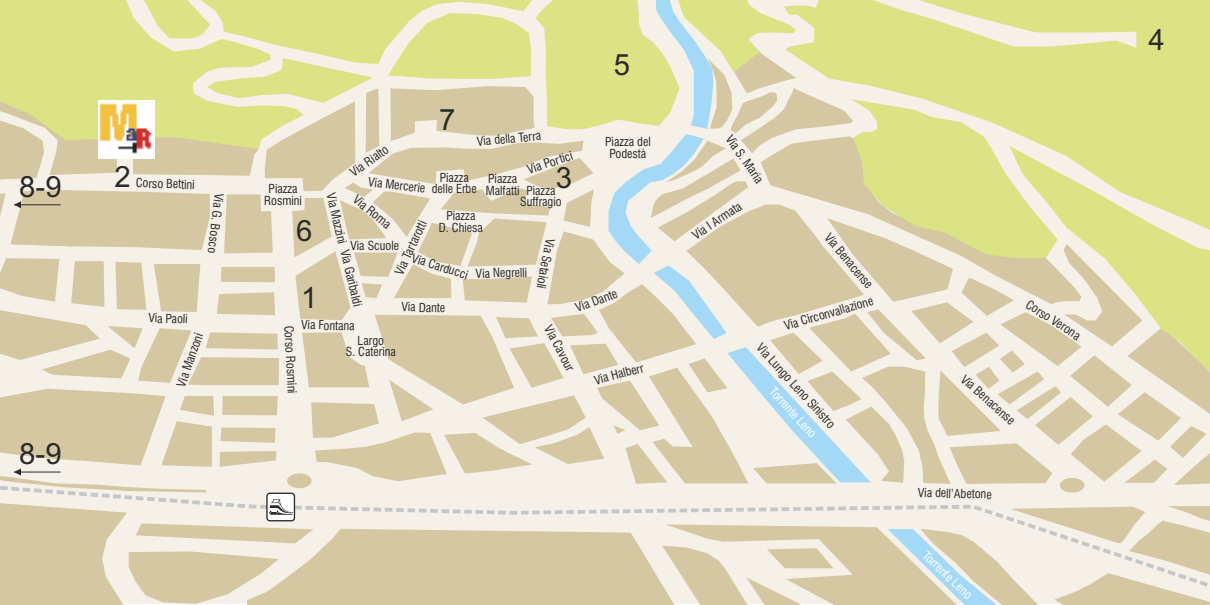 4
5
MaRT
7
Via della Terra
Piazza del
Podestà
Via S. Maria
Via Rialto
Via Portici
2
Corso Bettini
8-9
Piazza
Rosmini
Via Mercerie
Piazza
delle Erbe
Piazza
Malfatti
3
Piazza
Suffragio
Via G. Bosco
Via Mazzini
Via Roma
Piazza
D. Chiesa
Via I Armata
6
Via Scuole
Via Tartarotti
Via Carducci
Via Negrelli
Via Setaioli
Via Benacense
Via Garibaldi
1
Via Dante
Via Dante
Via Circonvallazione
Corso Verona
Via Paoli
Via Fontana
Largo
S. Caterina
Via Manzoni
Corso Rosmini
Via Cavour
Via Halberr
Via Lungo Leno Sinistro
Torrente Leno
Via Benacense
8-9
Via dell'Abetone
Torrente Leno